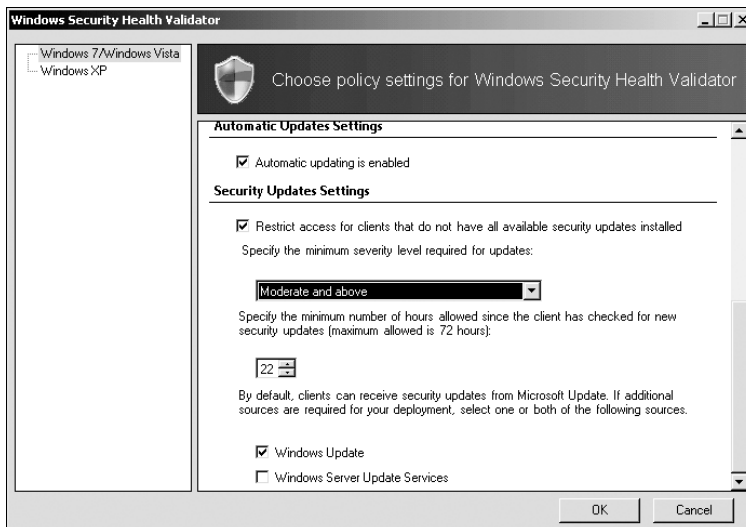 Windows Security Health Validator
Windows 7/Windows Vista
Windows XP
Choose policy settings for Windows Security Health Validator
Automatic Updates Settings
Automatic updating is enabled
Security Updates Settings
Restrict access for clients that do not have all available security updates installed
Specify the minimum severity level required for updates:
Moderate and above
Specify the minimum number of hours allowed since the client has checked for new
security updates (maximum allowed is 72 hours):
22
By default, clients can receive security updates from Microsoft Update. If additional
sources are required for your deployment, select one or both of the following sources.
Windows Update
Windows Server Update Services
OK
Cancel